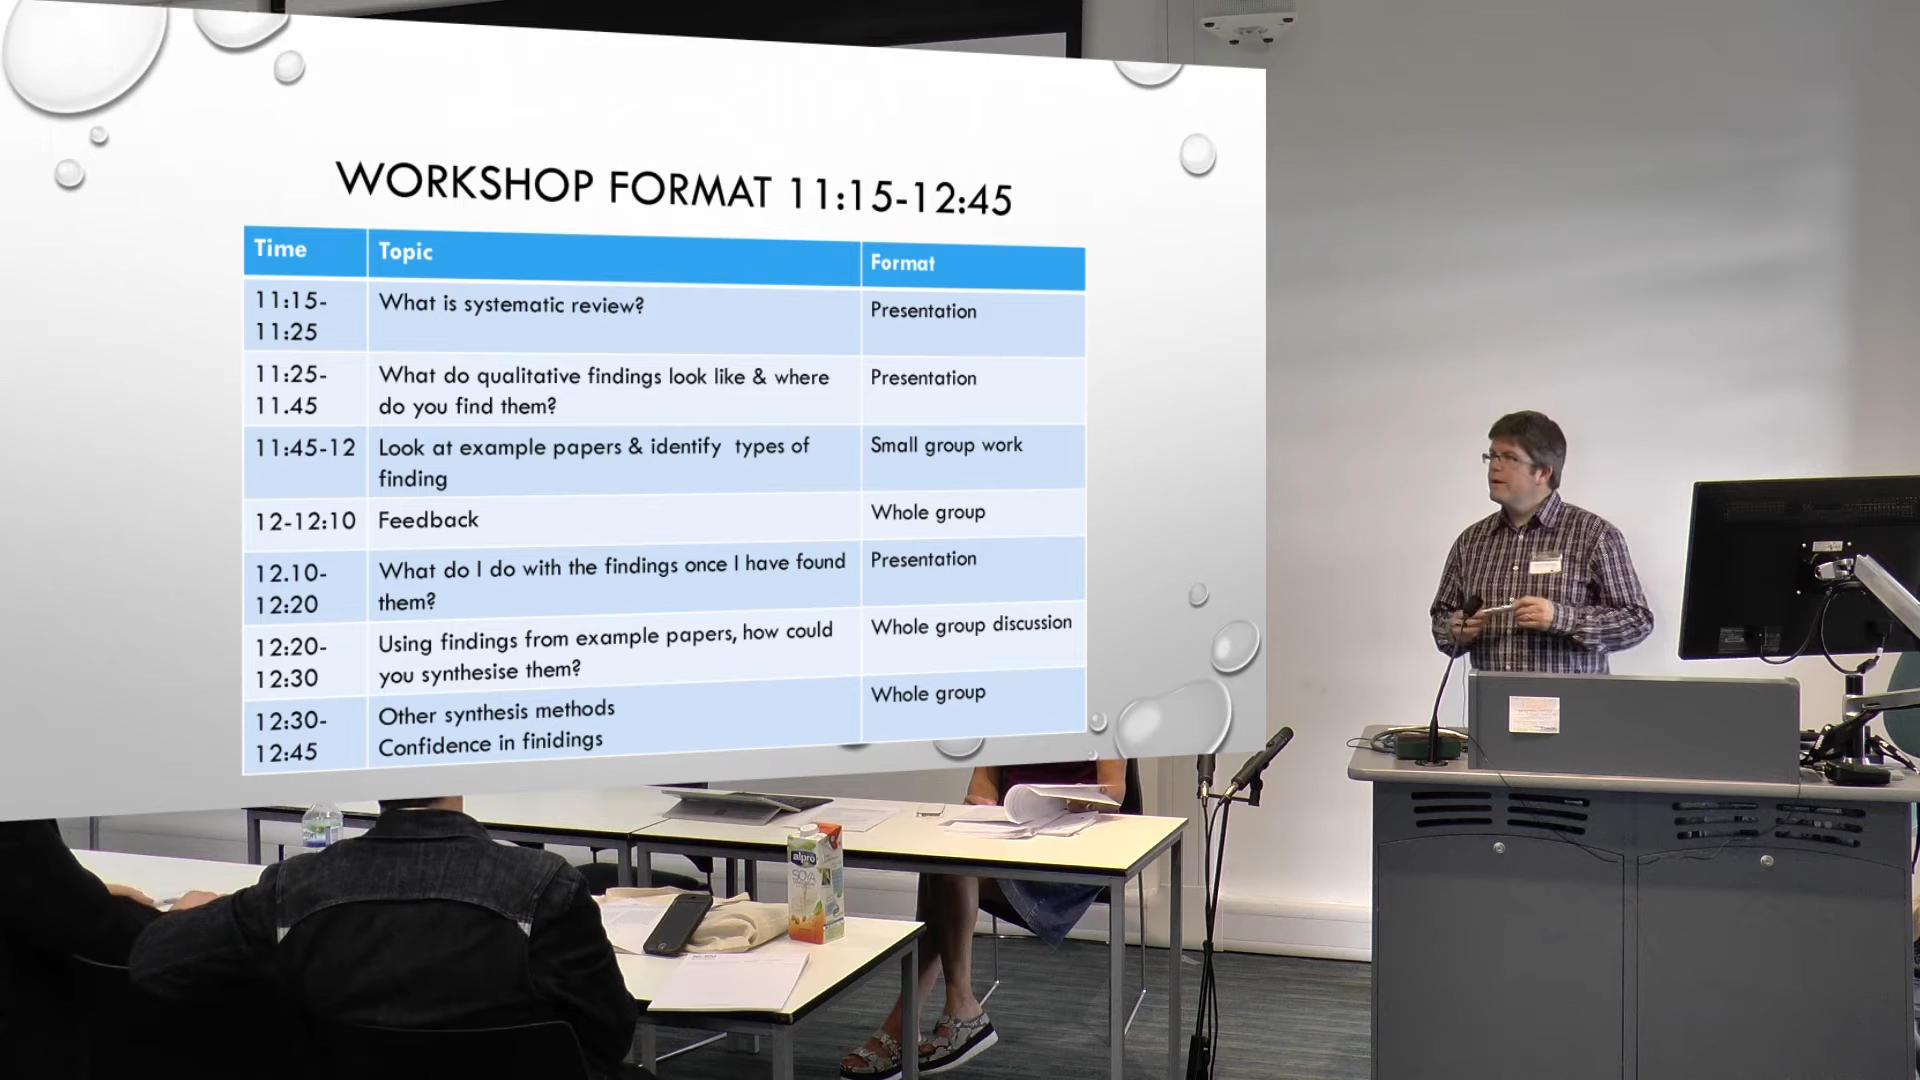 WORKSHOP FORMAT 11:15-12:45
Time Topic Format
11:15-
11:25
What is systematic review?
Presentation
11:25-
11.45
What do qualitative findings look like & where
do you find them?
Presentation
11:45-12
Look at example papers & identify types of
finding
Small group work
12-12:10
Feedback
Whole group
12.10-
12:20
What do I do with the findings once I have found
them?
Presentation
12:20-
12:30
Using findings from example papers, how could
you synthesise them?
Whole group discussion
12:30-
12:45
Other synthesis methods
Confidence in finidings
Whole group
alpro
SOYA